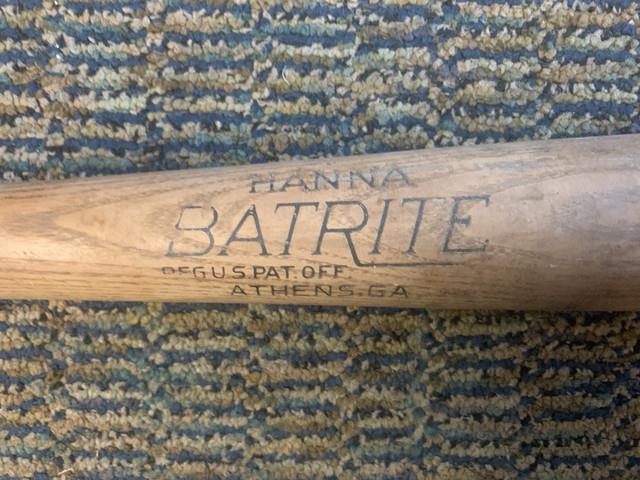 HANNA
BATRITE
REG U.S. PAT. OFF.
ATHENS, GA